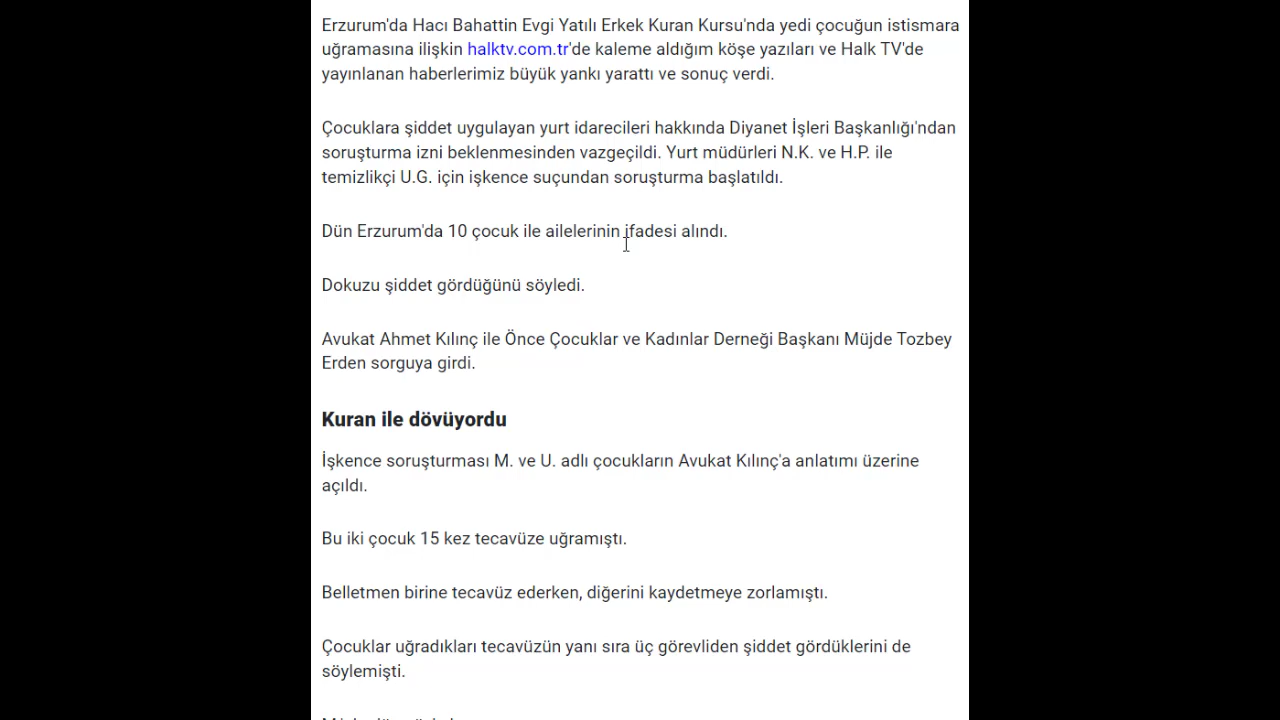 Erzurum'da Hacı Bahattin Evgi Yatılı Erkek Kuran Kursu'nda yedi çocuğun istismara
uğramasına ilişkin halktv.com.tr'de kaleme aldığım köşe yazıları ve Halk TV'de
yayınlanan haberlerimiz büyük yankı yarattı ve sonuç verdi.
Çocuklara şiddet uygulayan yurt idarecileri hakkında Diyanet İşleri Başkanlığı'ndan
soruşturma izni beklenmesinden vazgeçildi. Yurt müdürleri N.K. ve H.P. ile
temizlikçi U.G. için işkence suçundan soruşturma başlatıldı.
Dün Erzurum'da 10 çocuk ile ailelerinin ifadesi alındı.
Dokuzu şiddet gördüğünü söyledi.
Avukat Ahmet Kılınç ile Önce Çocuklar ve Kadınlar Derneği Başkanı Müjde Tozbey
Erden sorguya girdi.
Kuran ile dövüyordu
İşkence soruşturması M. ve U. adlı çocukların Avukat Kılınç'a anlatımı üzerine
açıldı.
Bu iki çocuk 15 kez tecavüze uğramıştı.
Belletmen birine tecavüz ederken, diğerini kaydetmeye zorlamıştı.
Çocuklar uğradıkları tecavüzün yanı sıra üç görevliden şiddet gördüklerini de
söylemişti.